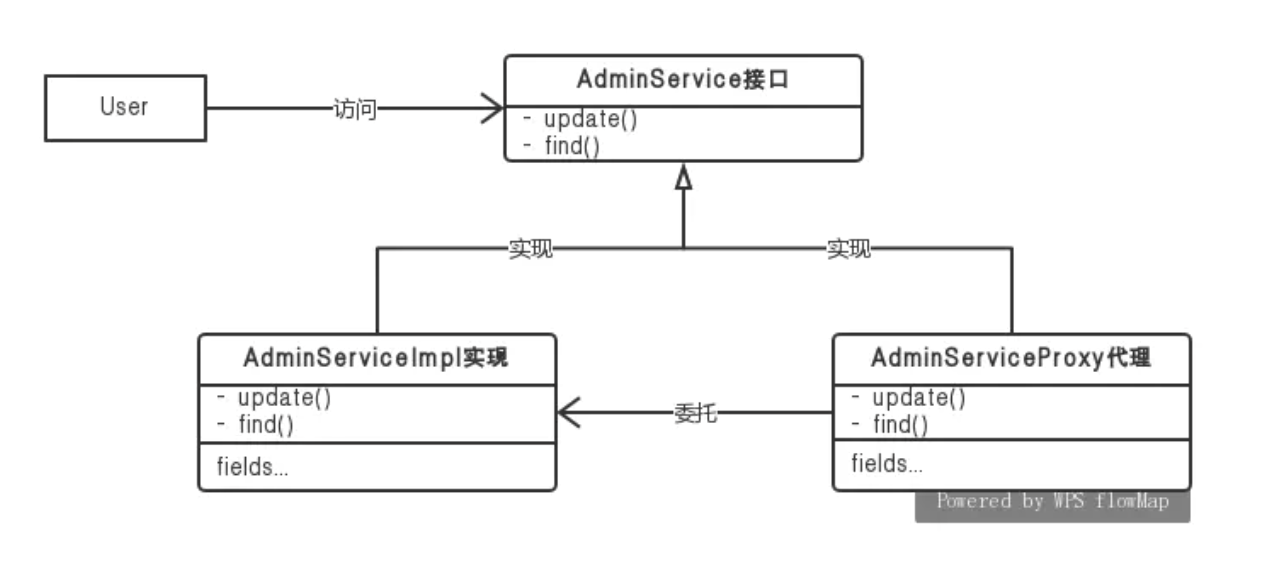 AdminService接口
User
访问
- update()
- find()
实现
实现
AdminServiceImpl实现
- update()
- find()
fields...
委托
AdminServiceProxy代理
- update()
- find()
fields...
Powered by WPS flowMap